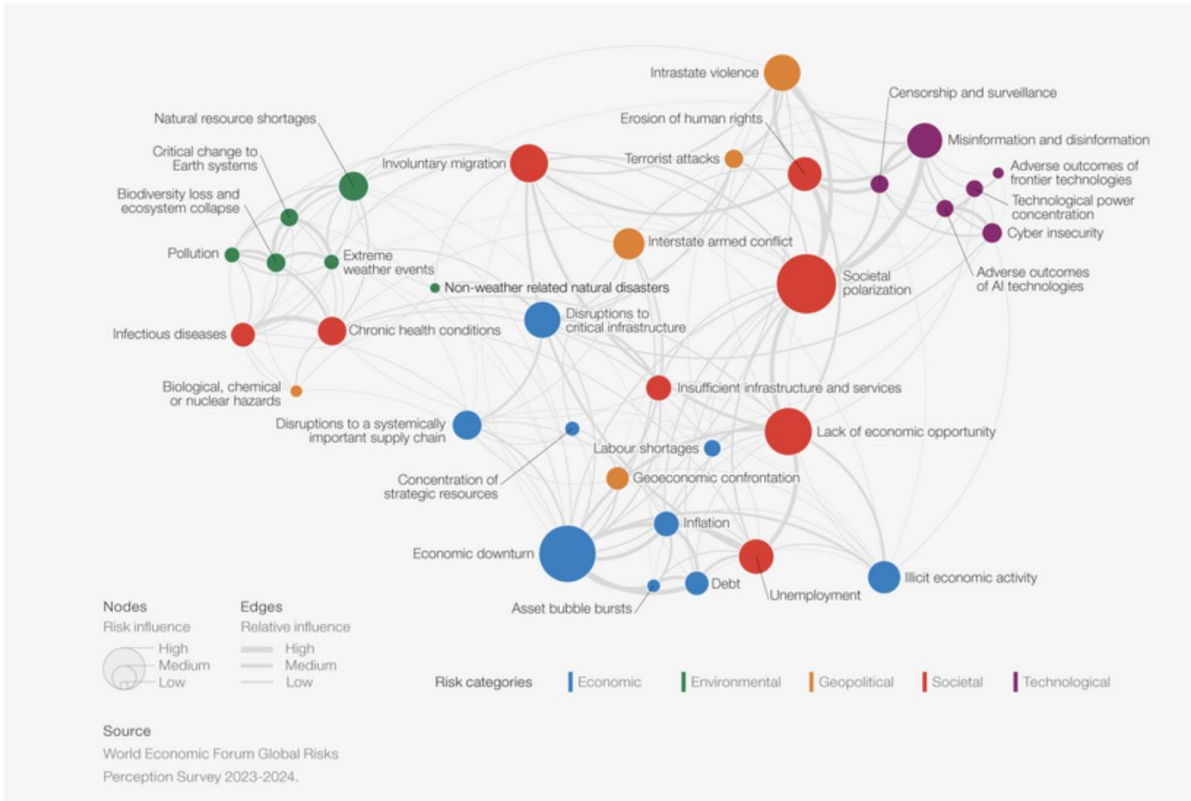 Intrastate violence
Censorship and surveillance
Natural resource shortages
Erosion of human rights
Misinformation and disinformation
Critical change to
Earth systems
Involuntary migration
Terrorist attacks
Adverse outcomes of
frontier technologies
Biodiversity loss and
ecosystem collapse
Technological power
concentration
Interstate armed conflict
Cyber insecurity
Pollution
Extreme
weather events
Societal
polarization
Adverse outcomes
of AI technologies
Non-weather related natural disasters
Disruptions to
critical infrastructure
Infectious diseases
Chronic health conditions
Biological, chemical
or nuclear hazards
Insufficient infrastructure and services
Disruptions to a systemically
important supply chain
Lack of economic opportunity
Labour shortages
Concentration of
strategic resources
Geoeconomic confrontation
Inflation
Economic downturn
Illicit economic activity
Debt
Unemployment
Asset bubble bursts
Nodes
Risk influence
High
Medium
Low
Edges
Relative influence
High
Medium
Low
Risk categories
Economic
Environmental
Geopolitical
Societal
Technological
Source
World Economic Forum Global Risks
Perception Survey 2023-2024.